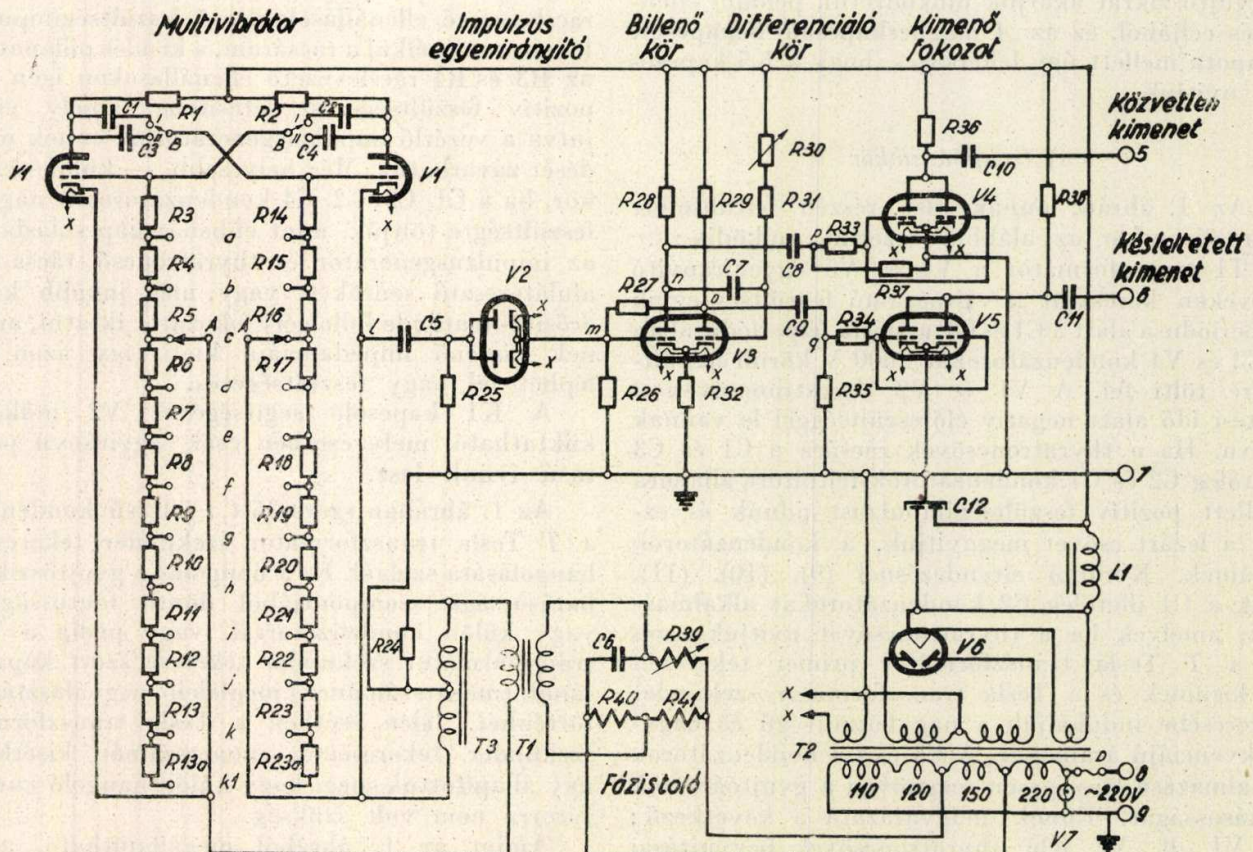 Multivibrátor
Impulzus
egyenirányító
Billenő
kör
Differenciáló
kör
Kimenő
fokozat
Közvetlen
kimenet
5
Késleltetett
kimenet
6
7
C1
R1
R2
C2
C3
B
C4
V1
V1
x
x
R3
R14
a
R4
R15
b
R5
A
R16
c
R6
R17
R7
e
R8
R18
f
R9
R19
g
R10
R20
h
R11
R21
R12
R22
j
R13
R23
k
R13a
R23a
k1
L
C5
V2
x
x
R25
m
R26
R27
R28
R29
R30
R31
n
C7
o
C8
p
C9
V3
x
x
R32
R33
R34
q
R35
R36
C10
V4
x
x
R37
V5
x
x
R38
C11
C12
L1
V6
R24
T3
T1
C6
R39
R40
R41
Fázistoló
x
T2
110
120
150
220
D
8
220V
9
V7